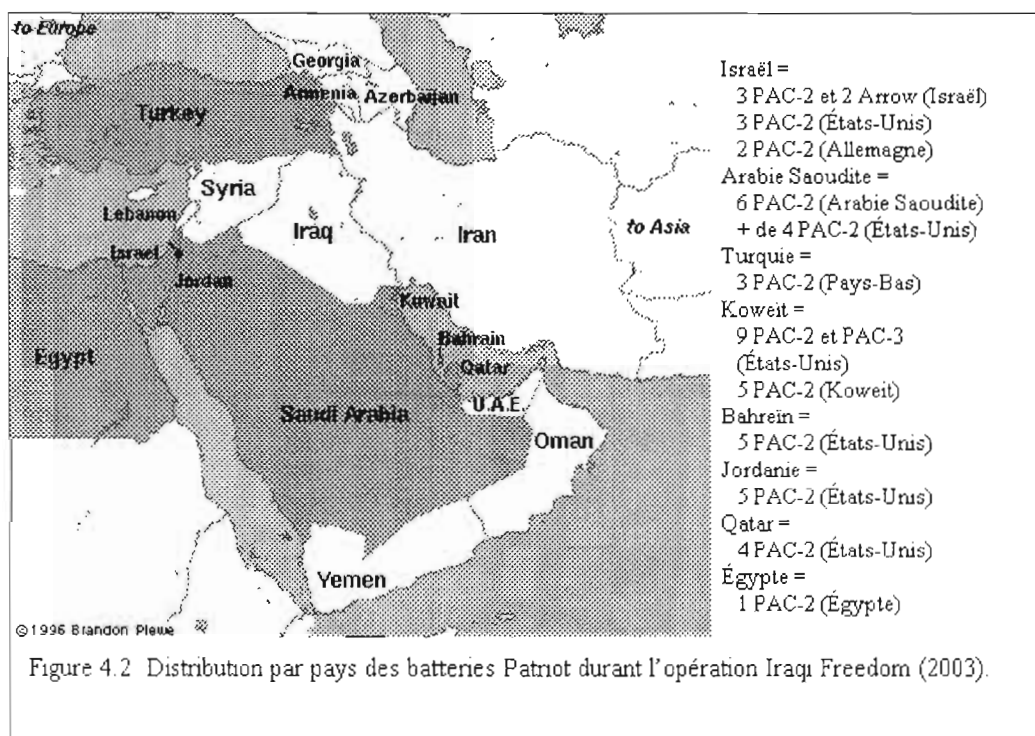 to Europe
Georgia
Armenia Azerbaijan
Turkey
Syria
Lebanon
Iraq
Iran
to Asia
Israel
Jordan
Kuwait
Egypt
Bahrain
Qatar
U.A.E.
Saudi Arabia
Oman
Yemen
©1996 Brandon Plewe
Israël =
3 PAC-2 et 2 Arrow (Israël)
3 PAC-2 (États-Unis)
2 PAC-2 (Allemagne)
Arabie Saoudite =
6 PAC-2 (Arabie Saoudite)
+ de 4 PAC-2 (États-Unis)
Turquie =
3 PAC-2 (Pays-Bas)
Koweit =
9 PAC-2 et PAC-3
(États-Unis)
5 PAC-2 (Koweit)
Bahreïn =
5 PAC-2 (États-Unis)
Jordanie =
5 PAC-2 (États-Unis)
Qatar =
4 PAC-2 (États-Unis)
Égypte =
1 PAC-2 (Égypte)
Figure 4.2 Distribution par pays des batteries Patriot durant l'opération Iraqi Freedom (2003).